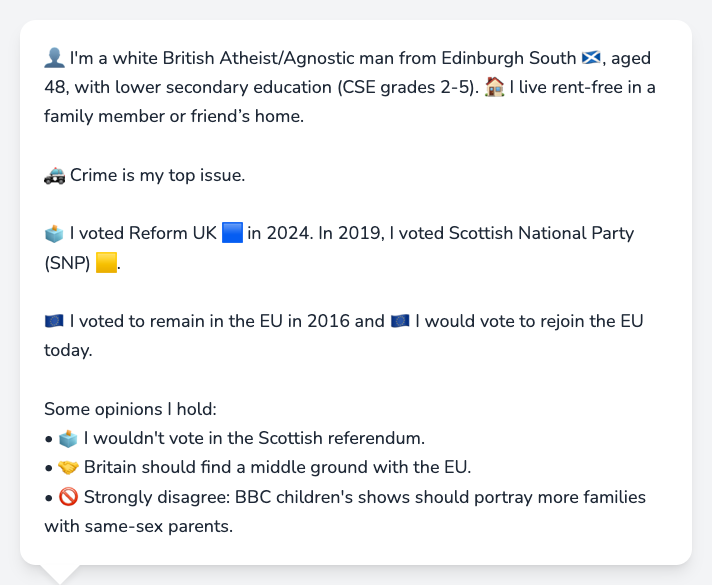 👤 I'm a white British Atheist/Agnostic man from Edinburgh South 🏴󠁧󠁢󠁳󠁣󠁴󠁿, aged
48, with lower secondary education (CSE grades 2-5). 🏠 I live rent-free in a
family member or friend’s home.
🚓 Crime is my top issue.
🗳️ I voted Reform UK 🟦 in 2024. In 2019, I voted Scottish National Party
(SNP) 🟨.
🇪🇺 I voted to remain in the EU in 2016 and 🇪🇺 I would vote to rejoin the EU
today.
Some opinions I hold:
• 🗳️ I wouldn't vote in the Scottish referendum.
• 🤝 Britain should find a middle ground with the EU.
• 🚫 Strongly disagree: BBC children's shows should portray more families
with same-sex parents.